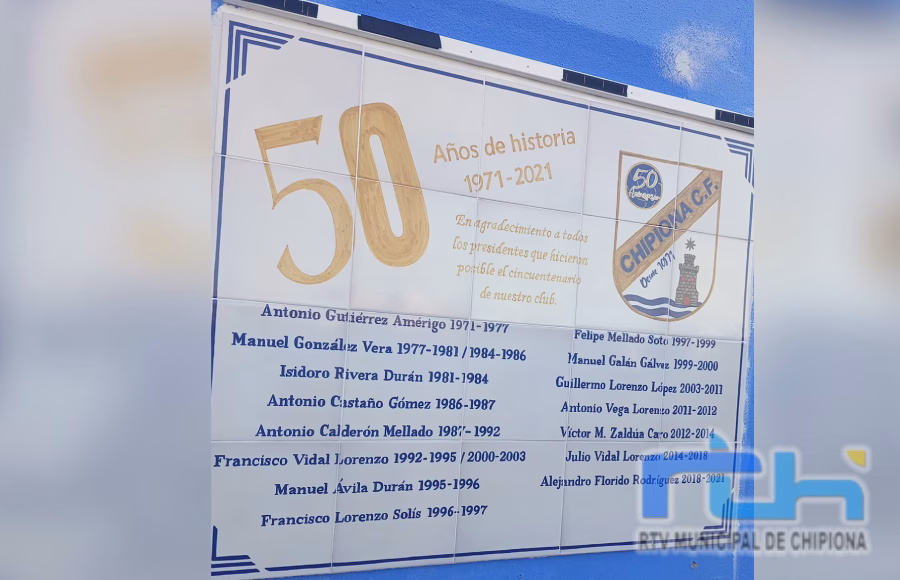 50
Años de historia
1971-2021
En agradecimiento a todos
los presidentes que hicieron
posible el cincuentenario
de nuestro club.
50
Aniversario
CHIPIONA C.F.
Desde 1971
Antonio Gutiérrez Amérigo 1971-1977
Manuel González Vera 1977-1981 / 1984-1986
Isidoro Rivera Durán 1981-1984
Antonio Castaño Gómez 1986-1987
Antonio Calderón Mellado 1987-1992
Francisco Vidal Lorenzo 1992-1995 / 2000-2003
Manuel Ávila Durán 1995-1996
Francisco Lorenzo Solís 1996-1997
Felipe Mellado Soto 1997-1999
Manuel Galán Gálvez 1999-2000
Guillermo Lorenzo López 2003-2011
Antonio Vega Lorenzo 2011-2012
Víctor M. Zaldúa Caro 2012-2014
Julio Vidal Lorenzo 2014-2018
Alejandro Florido Rodríguez 2018-2021
rtch
RTV MUNICIPAL DE CHIPIONA